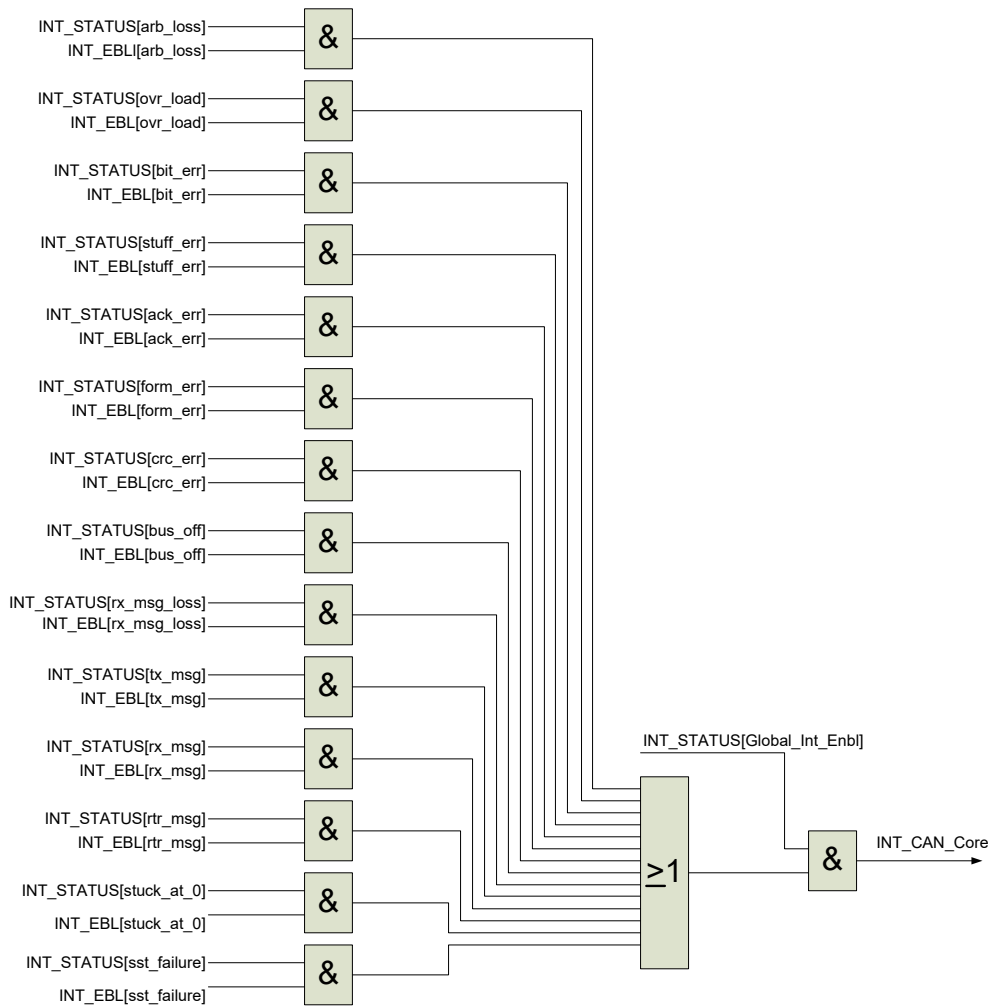 INT_STATUS[arb_loss]
INT_EBLI[arb_loss]
&
INT_STATUS[ovr_load]
INT_EBL[ovr_load]
&
INT_STATUS[bit_err]
INT_EBL[bit_err]
&
INT_STATUS[stuff_err]
INT_EBL[stuff_err]
&
INT_STATUS[ack_err]
INT_EBL[ack_err]
&
INT_STATUS[form_err]
INT_EBL[form_err]
&
INT_STATUS[crc_err]
INT_EBL[crc_err]
&
INT_STATUS[bus_off]
INT_EBL[bus_off]
&
INT_STATUS[rx_msg_loss]
INT_EBL[rx_msg_loss]
&
INT_STATUS[tx_msg]
INT_EBL[tx_msg]
&
INT_STATUS[rx_msg]
INT_EBL[rx_msg]
&
INT_STATUS[rtr_msg]
INT_EBL[rtr_msg]
&
INT_STATUS[stuck_at_0]
INT_EBL[stuck_at_0]
&
INT_STATUS[sst_failure]
INT_EBL[sst_failure]
&
INT_STATUS[Global_Int_Enbl]
≥1
&
INT_CAN_Core